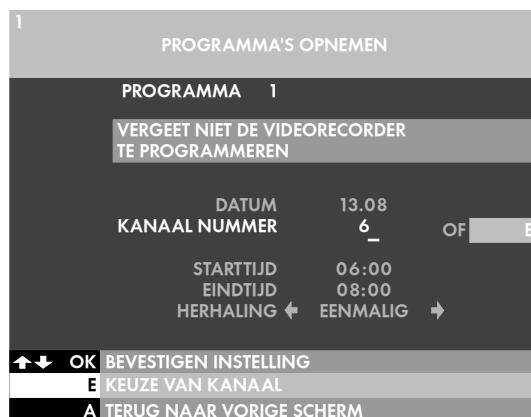 1
PROGRAMMA'S OPNEMEN
PROGRAMMA 1
VERGEET NIET DE VIDEORECORDER
TE PROGRAMMEREN
DATUM 13.08
KANAAL NUMMER 6_ OF E
STARTTIJD 06:00
EINDTIJD 08:00
HERHALING ← EENMALIG →
↑↓ OK BEVESTIGEN INSTELLING
E KEUZE VAN KANAAL
A TERUG NAAR VORIGE SCHERM